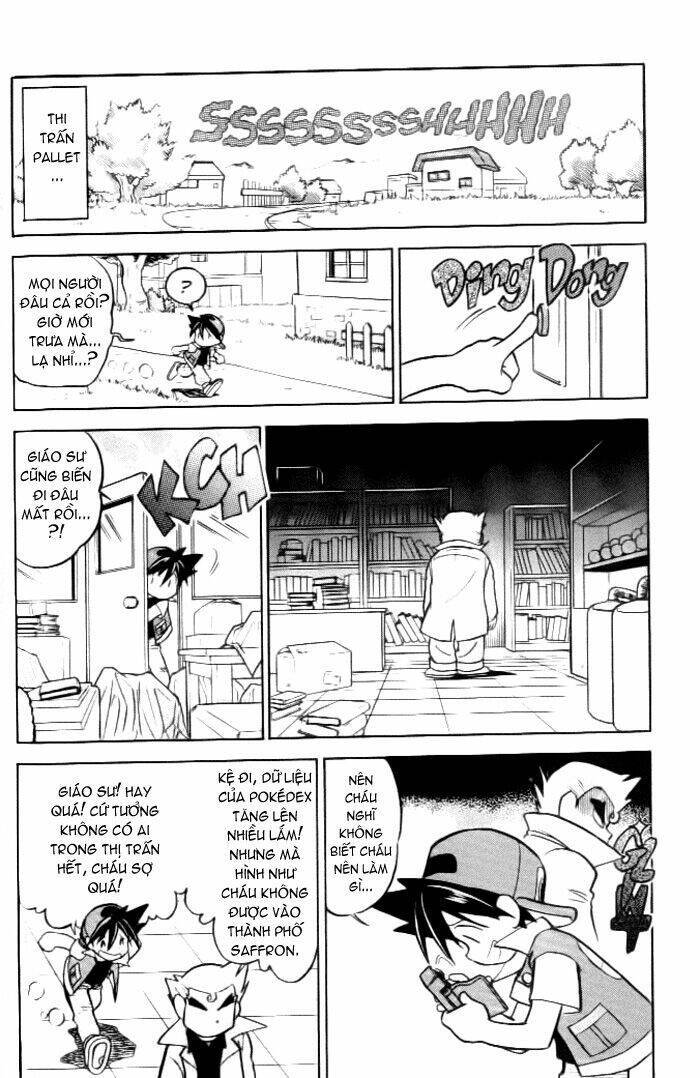 THI
TRẤN
PALLET
...
SSSSSSSSSHHHHHH
MỌI NGƯỜI
ĐÂU CẢ RỒI?
GIỜ MỚI
TRƯA MÀ...
LẠ NHỈ...?
?
Ding Dong
GIÁO SƯ
CŨNG BIẾN
ĐI ĐÂU
MẤT RỒI...
?!
KCH
GIÁO SƯ! HAY
QUÁ! CỨ TƯỞNG
KHÔNG CÓ AI
TRONG THỊ TRẤN
HẾT, CHÁU SỢ
QUÁ!
KỆ ĐI, DỮ LIỆU
CỦA POKÉDEX
TĂNG LÊN
NHIỀU LẮM!
NHƯNG MÀ
HÌNH NHƯ
CHÁU KHÔNG
ĐƯỢC VÀO
THÀNH PHỐ
SAFFRON.
NÊN
CHÁU
NGHĨ
KHÔNG
BIẾT CHÁU
NÊN LÀM
GÌ...